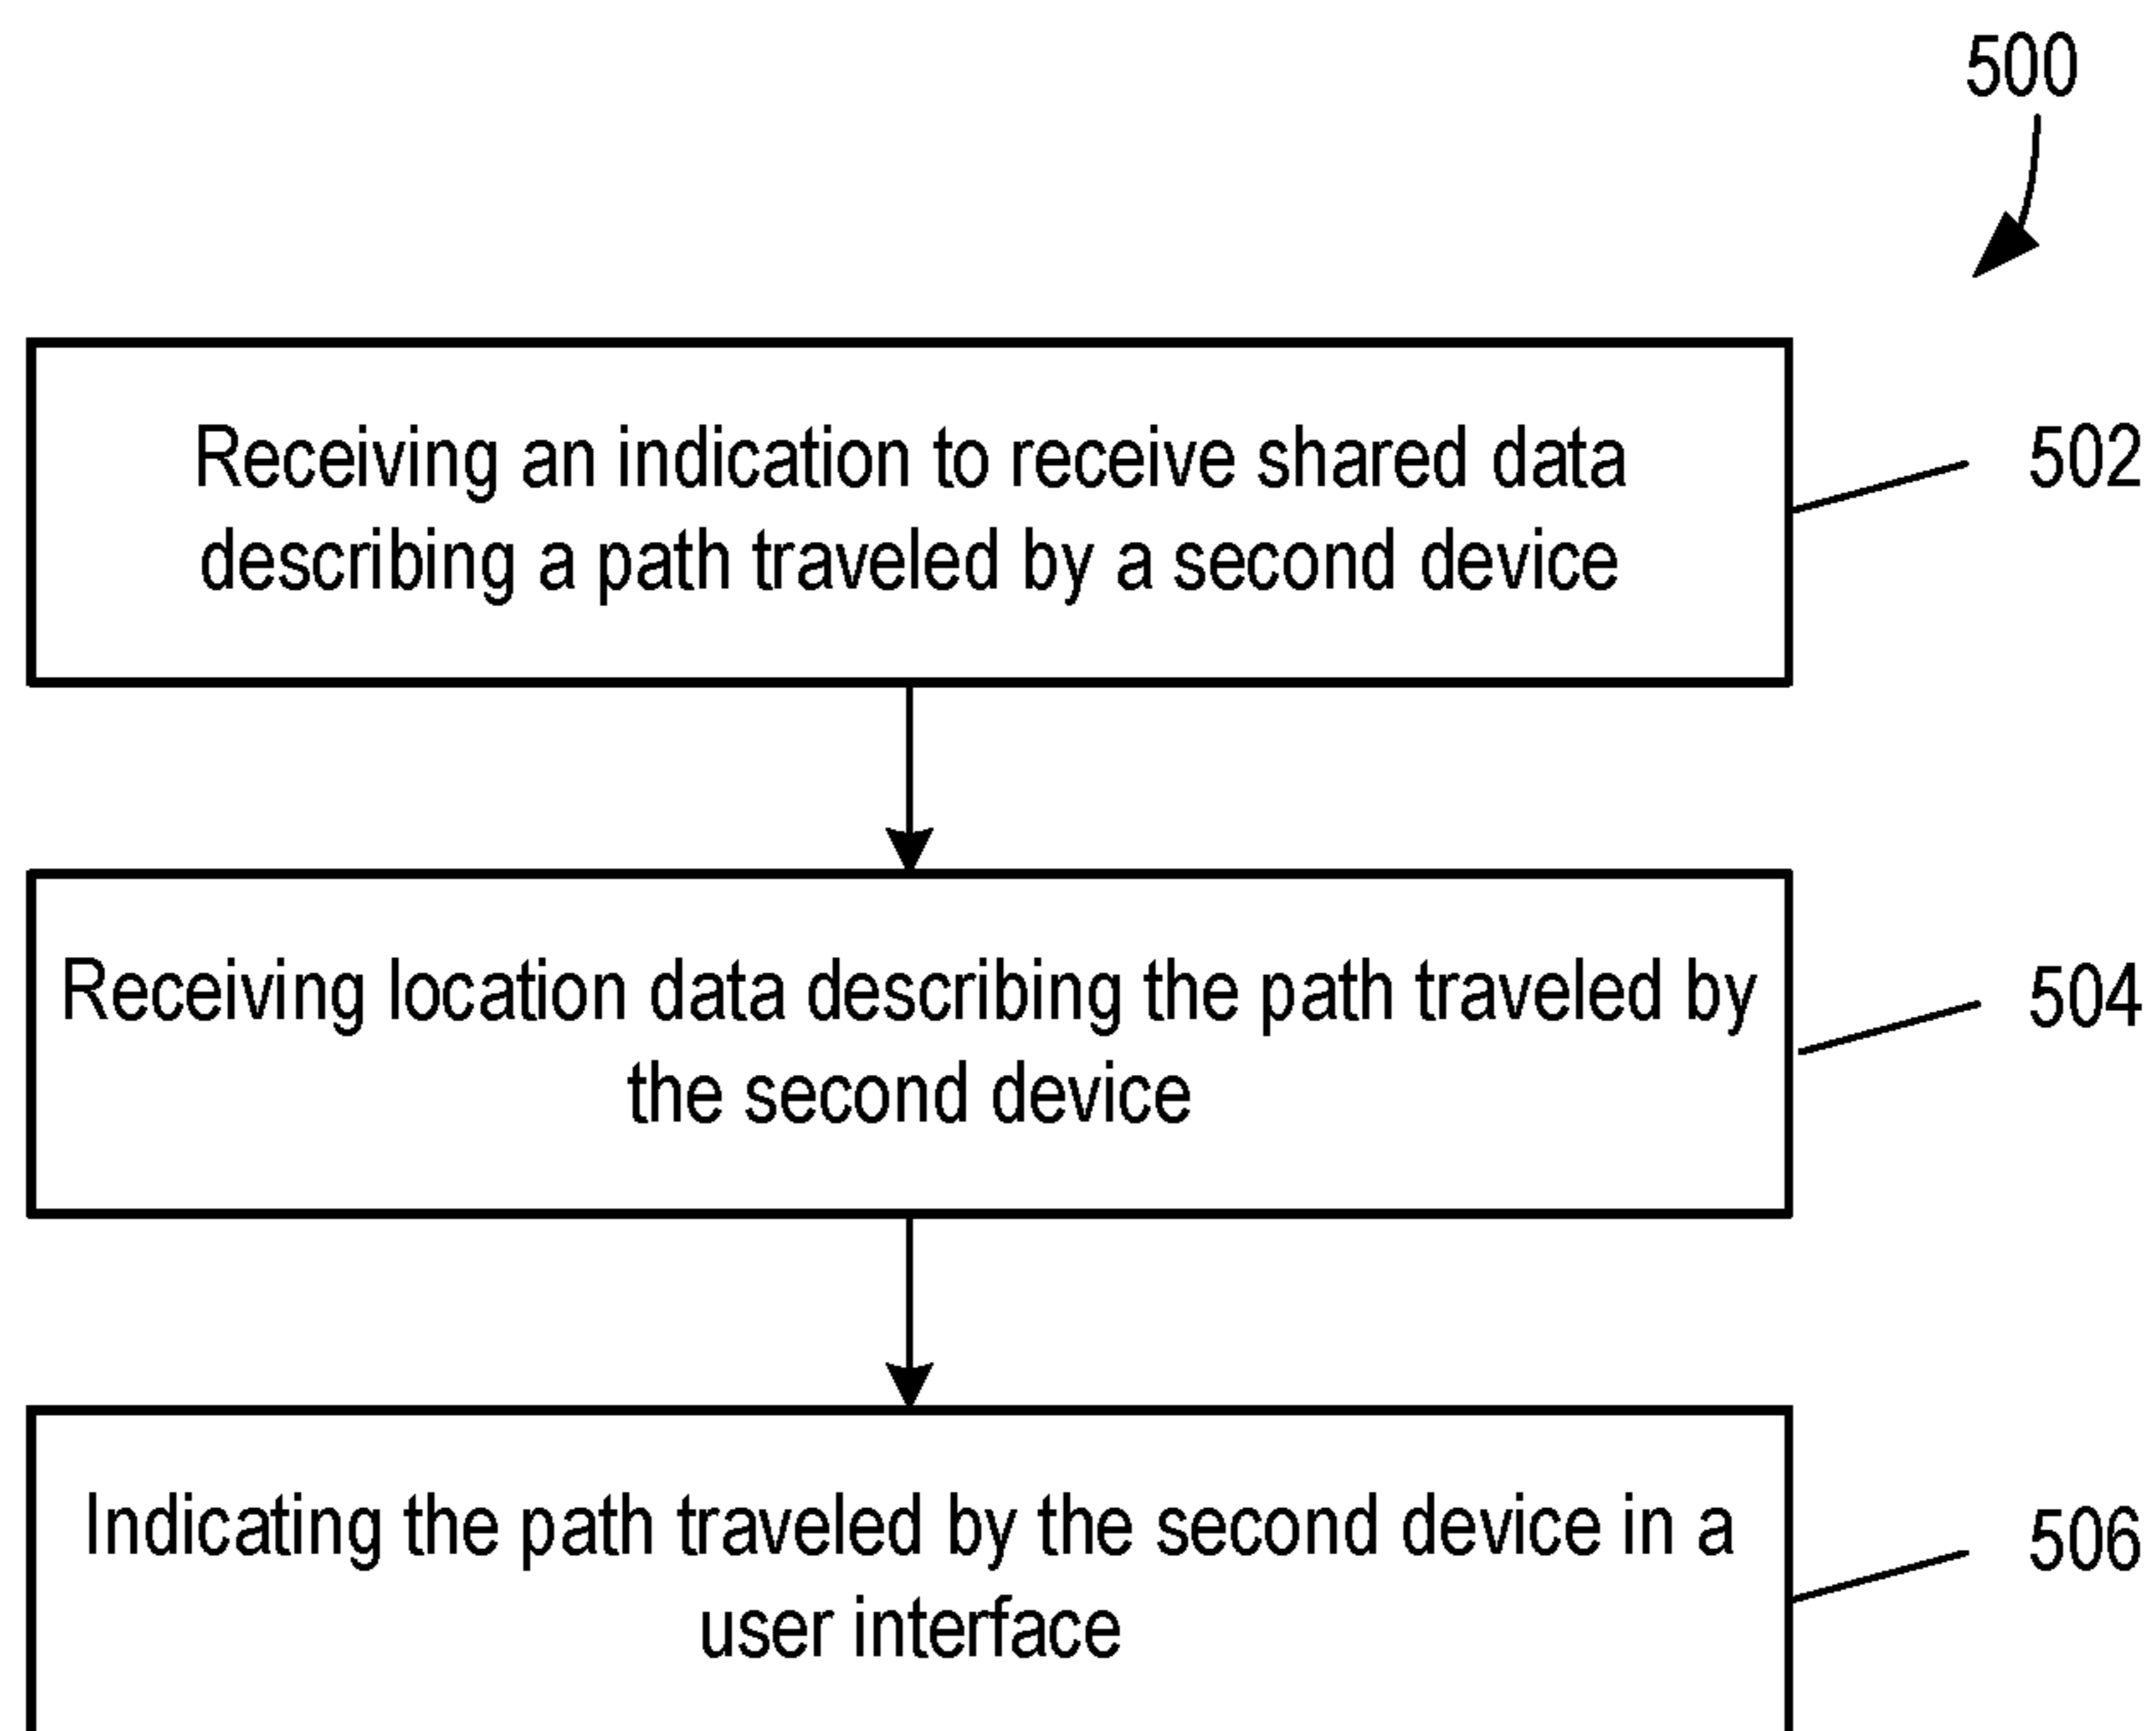 500
Receiving an indication to receive shared data
describing a path traveled by a second device
502
Receiving location data describing the path traveled by
the second device
504
Indicating the path traveled by the second device in a
user interface
506